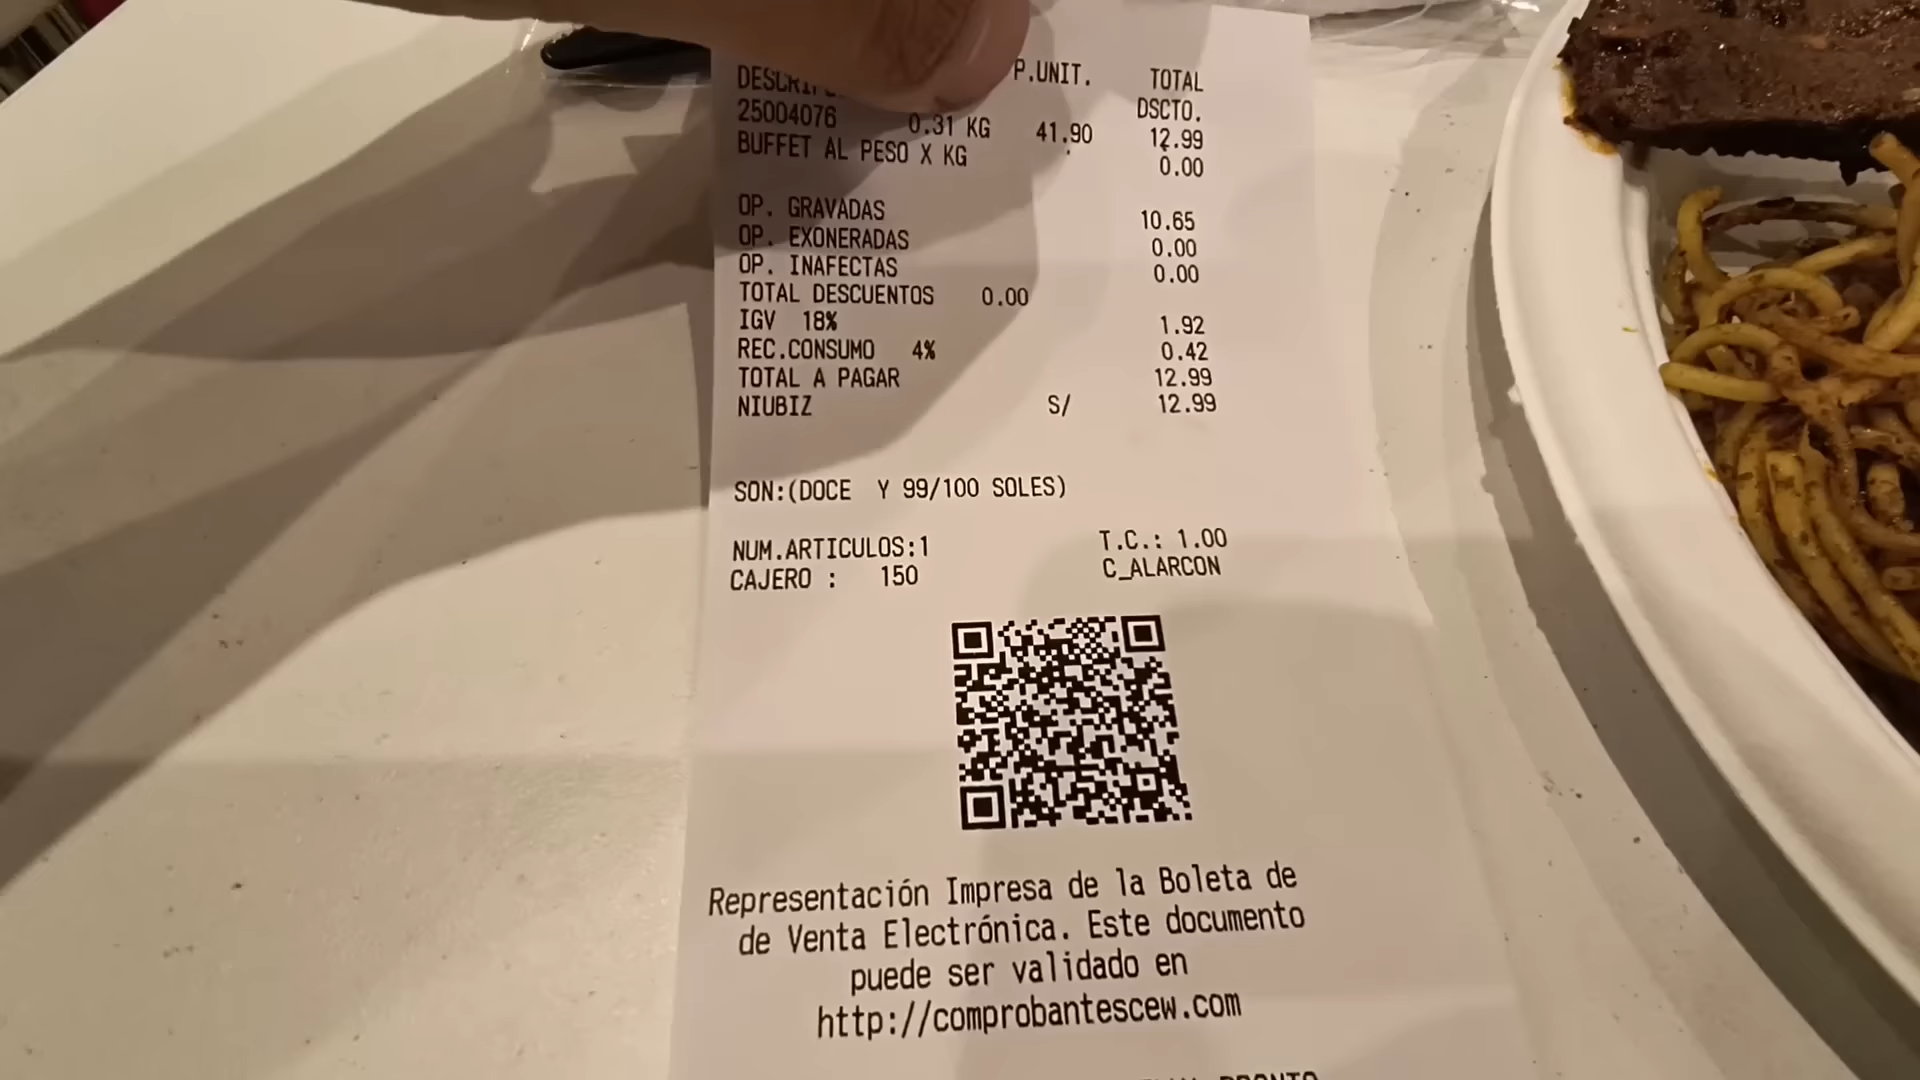 P.UNIT. TOTAL
DSCTO.
25004076 0.31 KG 41.90 12.99
BUFFET AL PESO X KG 0.00
OP. GRAVADAS 10.65
OP. EXONERADAS 0.00
OP. INAFECTAS 0.00
TOTAL DESCUENTOS 0.00
IGV 18% 1.92
REC.CONSUMO 4% 0.42
TOTAL A PAGAR 12.99
NIUBIZ S/ 12.99
SON:(DOCE Y 99/100 SOLES)
NUM.ARTICULOS:1 T.C.: 1.00
CAJERO : 150 C_ALARCON
Representación Impresa de la Boleta de
de Venta Electrónica. Este documento
puede ser validado en
http://comprobantescew.com